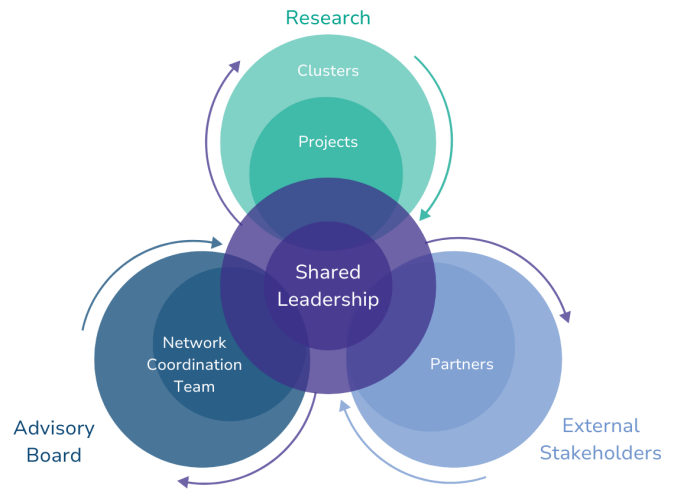 Research
Clusters
Projects
Shared
Leadership
Network
Coordination
Team
Partners
Advisory
Board
External
Stakeholders